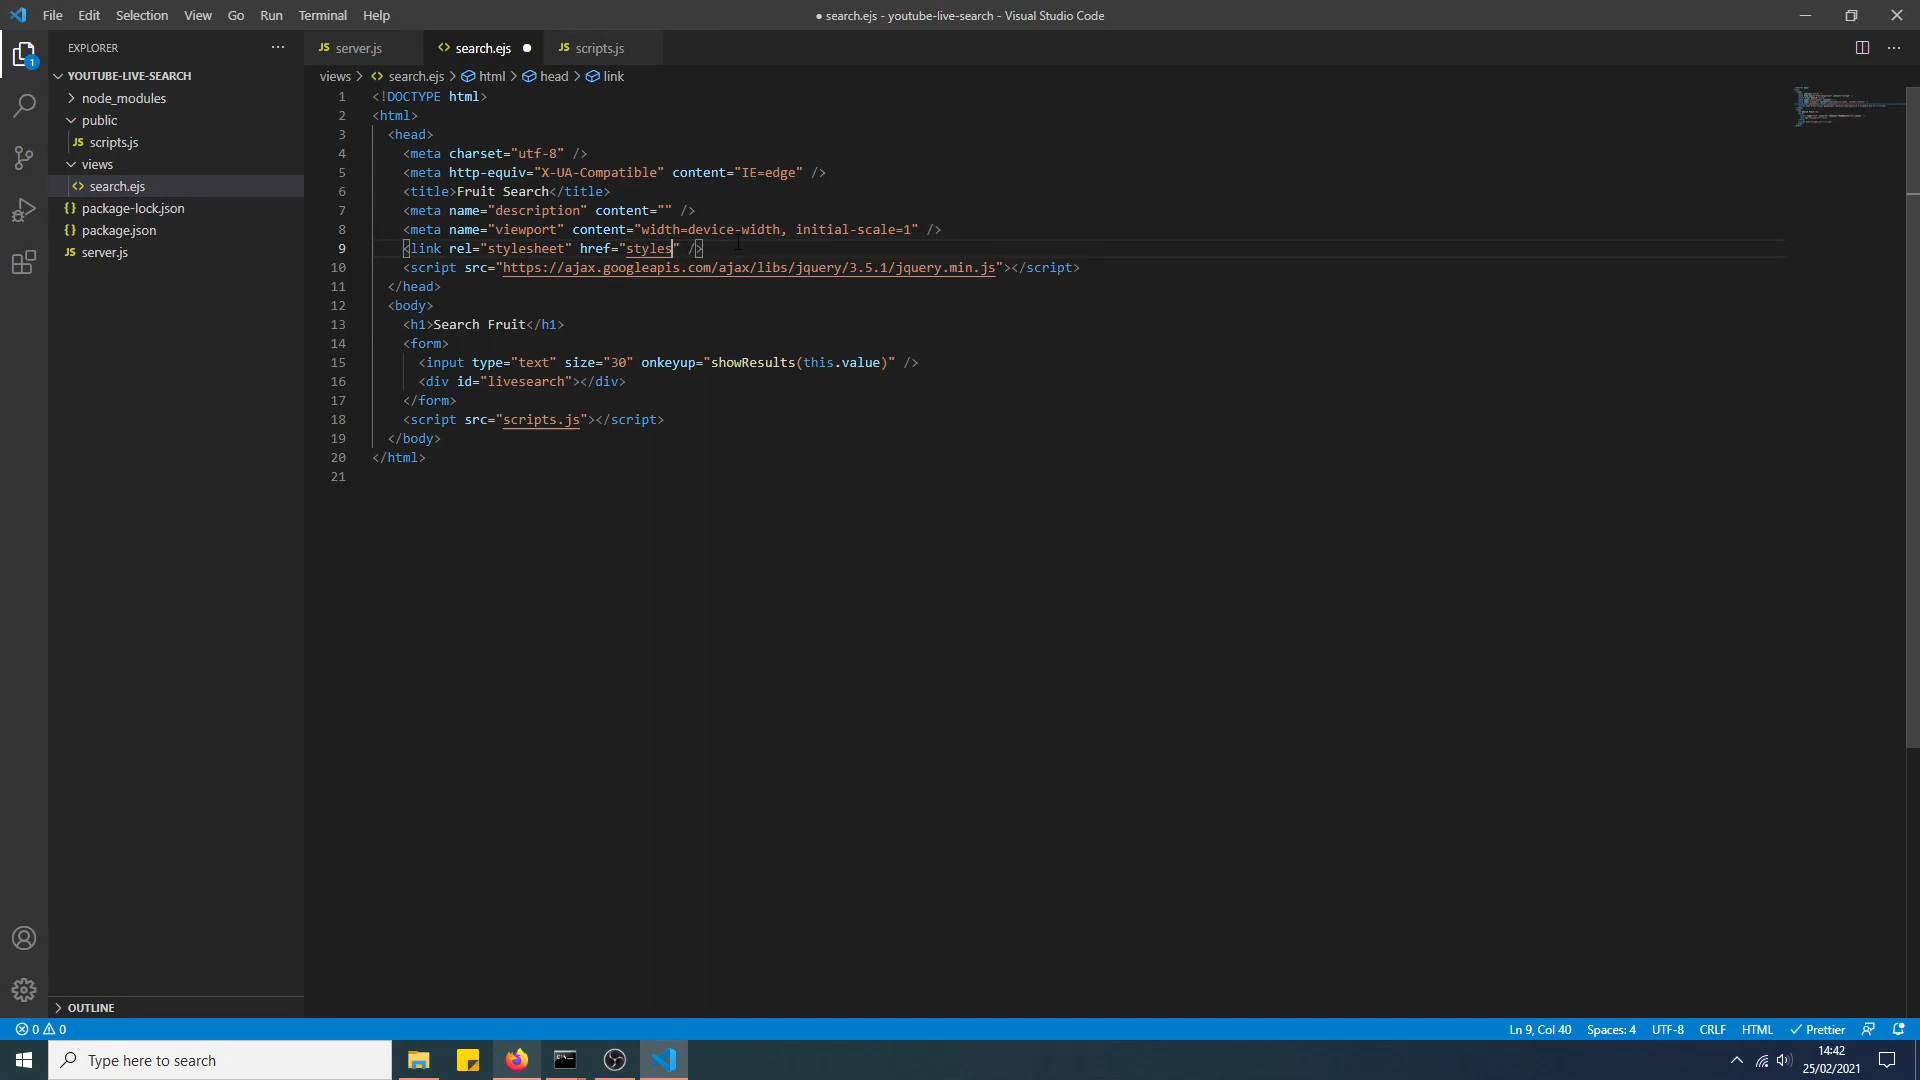 File Edit Selection View Go Run Terminal Help
● search.ejs - youtube-live-search - Visual Studio Code
EXPLORER
1
YOUTUBE-LIVE-SEARCH
node_modules
public
JS scripts.js
views
<> search.ejs
{} package-lock.json
{} package.json
JS server.js
OUTLINE
JS server.js
<> search.ejs ●
JS scripts.js
views > <> search.ejs > html > head > link
1 <!DOCTYPE html>
2 <html>
3 <head>
4 <meta charset="utf-8" />
5 <meta http-equiv="X-UA-Compatible" content="IE=edge" />
6 <title>Fruit Search</title>
7 <meta name="description" content="" />
8 <meta name="viewport" content="width=device-width, initial-scale=1" />
9 <link rel="stylesheet" href="styles" />
10 <script src="https://ajax.googleapis.com/ajax/libs/jquery/3.5.1/jquery.min.js"></script>
11 </head>
12 <body>
13 <h1>Search Fruit</h1>
14 <form>
15 <input type="text" size="30" onkeyup="showResults(this.value)" />
16 <div id="livesearch"></div>
17 </form>
18 <script src="scripts.js"></script>
19 </body>
20 </html>
21
0 0
Ln 9, Col 40 Spaces: 4 UTF-8 CRLF HTML Prettier
Type here to search
14:42
25/02/2021